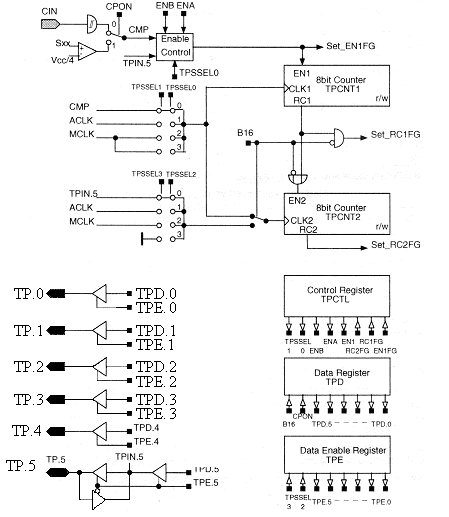 CIN
CPON
ENB ENA
0
CMP
Sxx
1
Vcc/4
Enable
Control
Set_EN1FG
TPIN.5
TPSSEL0
EN1
8bit Counter
CLK1 TPCNT1
RC1
r/w
TPSSEL1 TPSSEL0
CMP 0
ACLK 1
MCLK 2
3
B16
Set_RC1FG
TPSSEL3 TPSSEL2
TPIN.5 0
ACLK 1
MCLK 2
3
EN2
8bit Counter
CLK2 TPCNT2
RC2
r/w
Set_RC2FG
TP.0 TPD.0
TPE.0
TP.1 TPD.1
TPE.1
TP.2 TPD.2
TPE.2
TP.3 TPD.3
TPE.3
TP.4 TPD.4
TPE.4
TP.5 TP.5 TPIN.5 TPD.5
TPE.5
Control Register
TPCTL
TPSSEL ENA EN1 RC1FG
1 0 ENB RC2FG EN1FG
Data Register
TPD
CPON
B16 TPD.5 - - - - - TPD.0
Data Enable Register
TPE
TPSSEL TPE.5 - - - - - TPE.0
3 2